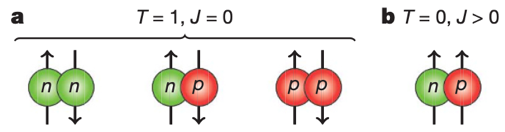 a T = 1, J = 0
b T = 0, J > 0
n n
n p
p p
n p